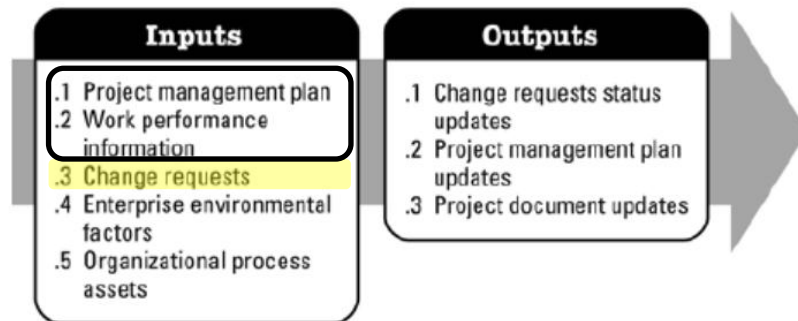 Inputs
.1 Project management plan
.2 Work performance
information
.3 Change requests
.4 Enterprise environmental
factors
.5 Organizational process
assets
Outputs
.1 Change requests status
updates
.2 Project management plan
updates
.3 Project document updates